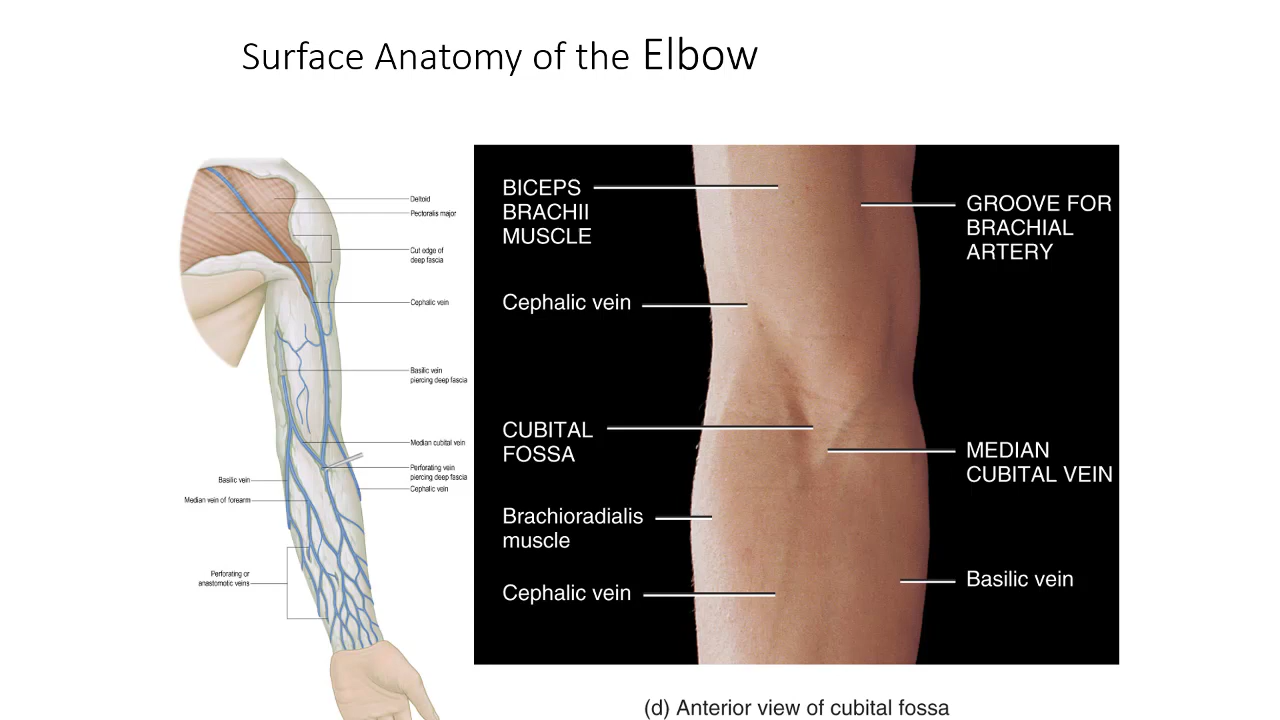 Surface Anatomy of the Elbow
Deltoid
Pectoralis major
Cut edge of
deep fascia
Cephalic vein
Basilic vein
piercing deep fascia
Median cubital vein
Perforating vein
piercing deep fascia
Cephalic vein
Basilic vein
Median vein of forearm
Perforating or
anastomotic veins
BICEPS
BRACHII
MUSCLE
Cephalic vein
CUBITAL
FOSSA
Brachioradialis
muscle
Cephalic vein
GROOVE FOR
BRACHIAL
ARTERY
MEDIAN
CUBITAL VEIN
Basilic vein
(d) Anterior view of cubital fossa